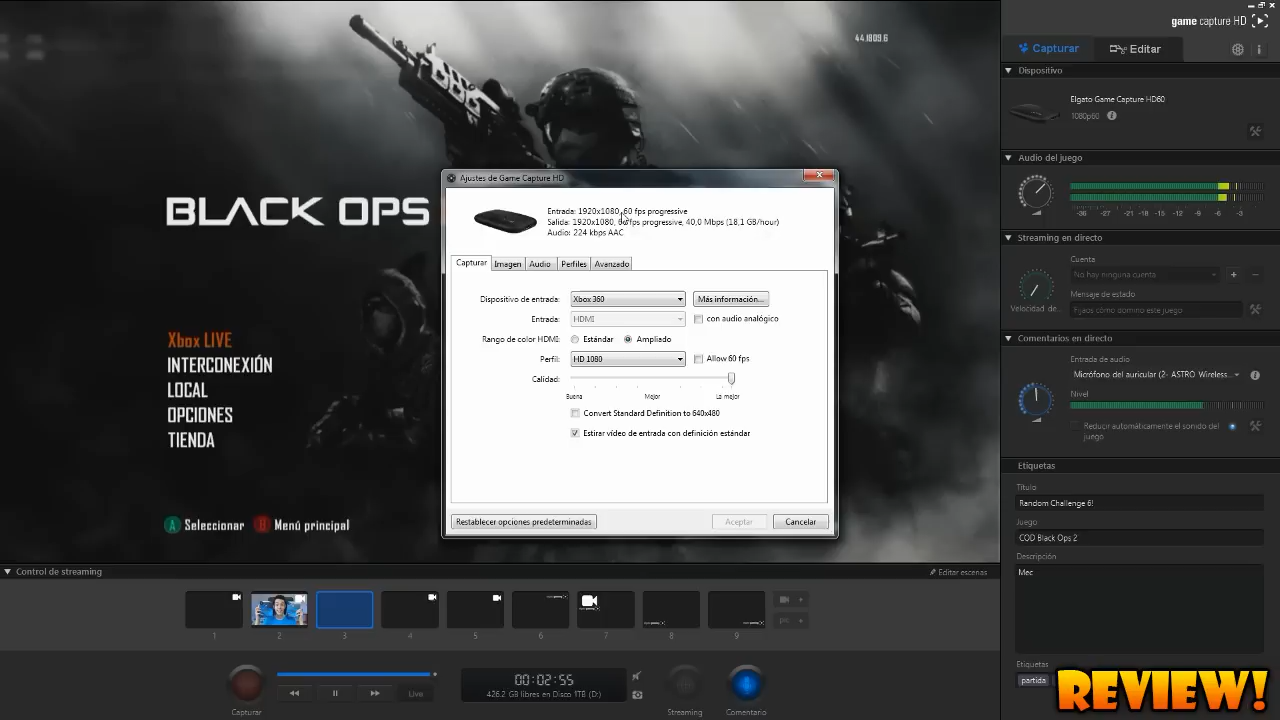 game capture HD
Capturar
Editar
Dispositivo
Elgato Game Capture HD60
1080p60
Audio del juego
-36 -27 -21 -18 -15 -12 -9 -6 -3 0
Streaming en directo
Cuenta
No hay ninguna cuenta
Mensaje de estado
Fijaos cómo domino este juego
Velocidad de...
Comentarios en directo
Entrada de audio
Micrófono del auricular (2- ASTRO Wireless...
Nivel
Reducir automáticamente el sonido del
juego
Etiquetas
Título
Random Challenge 6!
Juego
COD Black Ops 2
Descripción
Mec
Etiquetas
partida
REVIEW!
44.1809.6
BLACK OPS
Xbox LIVE
INTERCONEXIÓN
LOCAL
OPCIONES
TIENDA
A Seleccionar B Menú principal
Ajustes de Game Capture HD
Entrada: 1920x1080, 60 fps progressive
Salida: 1920x1080, 60 fps progressive, 40,0 Mbps (18,1 GB/hour)
Audio: 224 kbps AAC
Capturar Imagen Audio Perfiles Avanzado
Dispositivo de entrada: Xbox 360 Más información...
Entrada: HDMI con audio analógico
Rango de color HDMI: Estándar Ampliado
Perfil: HD 1080 Allow 60 fps
Calidad:
Buena Mejor La mejor
Convert Standard Definition to 640x480
Estirar vídeo de entrada con definición estándar
Restablecer opciones predeterminadas Aceptar Cancelar
Control de streaming
Editar escenas
1 2 3 4 5 6 7 8 9
Capturar
Live
00:02:55
426.2 GB libres en Disco 1TB (D:)
Streaming
Comentario